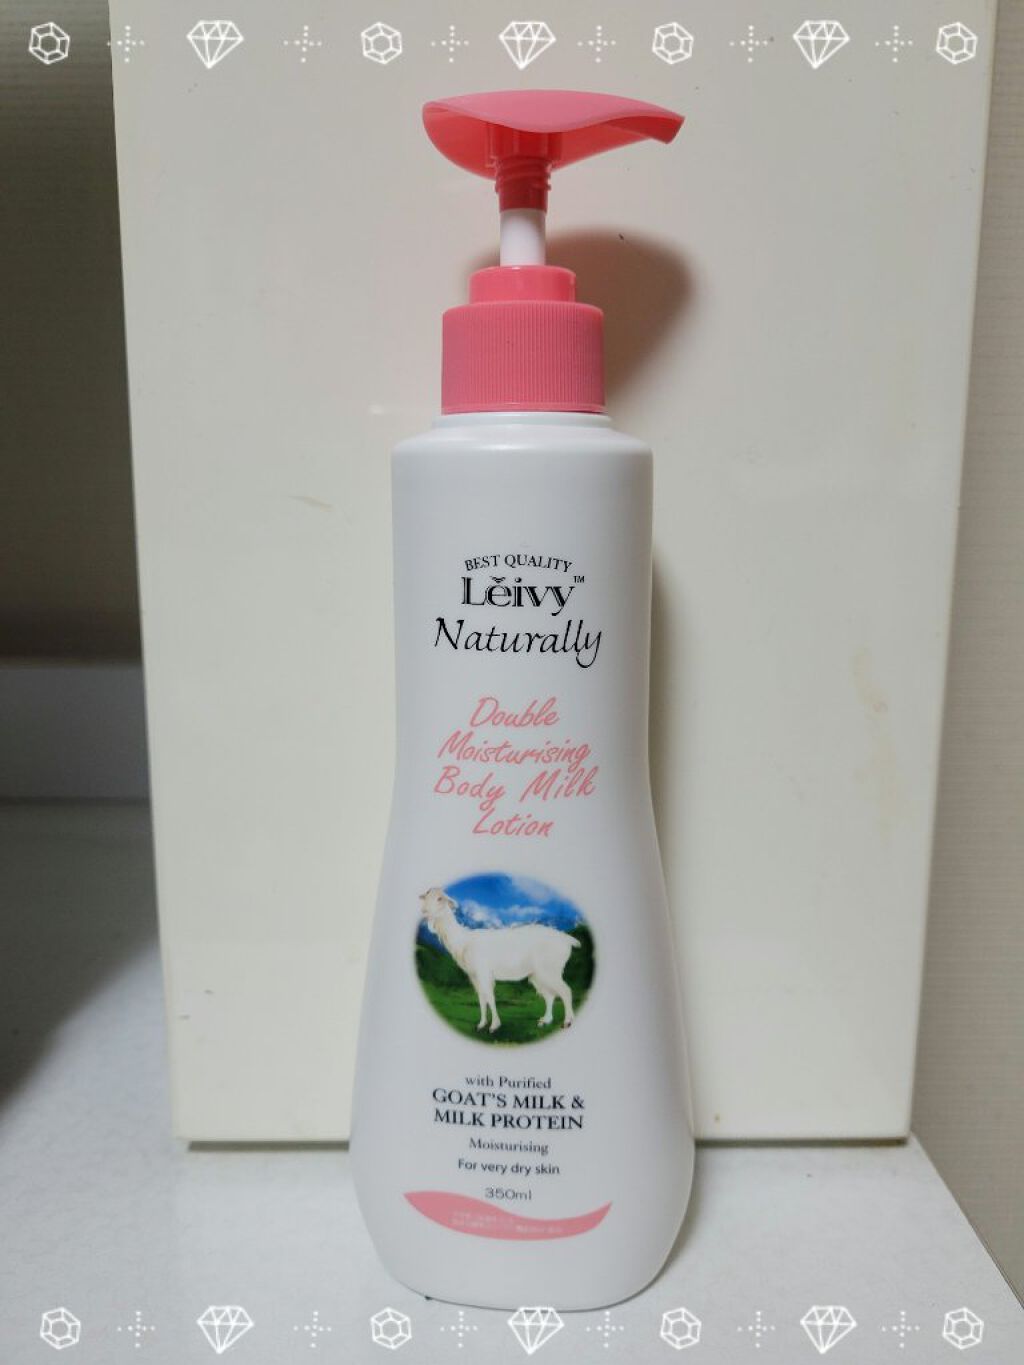 BEST QUALITY
Lĕivy™
Naturally
Double
Moisturising
Body Milk
Lotion
with Purified
GOAT'S MILK &
MILK PROTEIN
Moisturising
For very dry skin
350ml